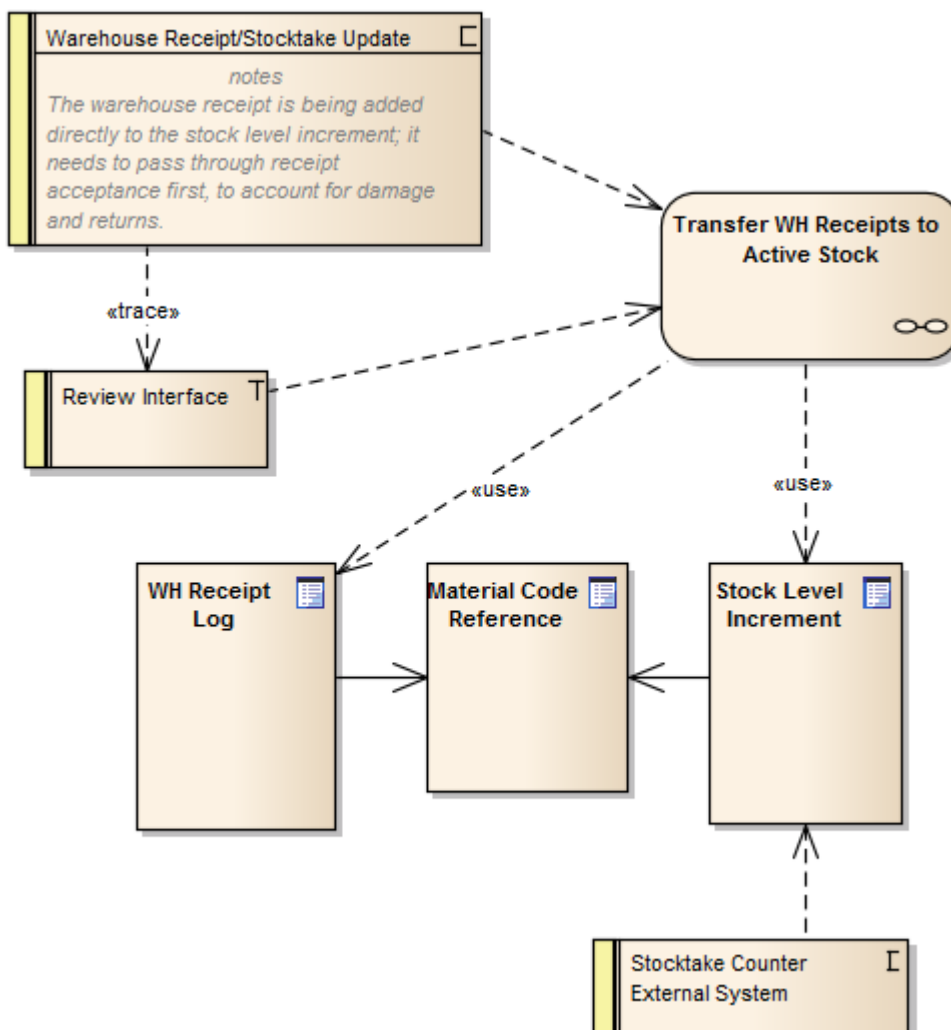 Warehouse Receipt/Stocktake Update
notes
The warehouse receipt is being added
directly to the stock level increment; it
needs to pass through receipt
acceptance first, to account for damage
and returns.
Transfer WH Receipts to
Active Stock
«trace»
Review Interface
«use»
«use»
WH Receipt
Log
Material Code
Reference
Stock Level
Increment
Stocktake Counter
External System